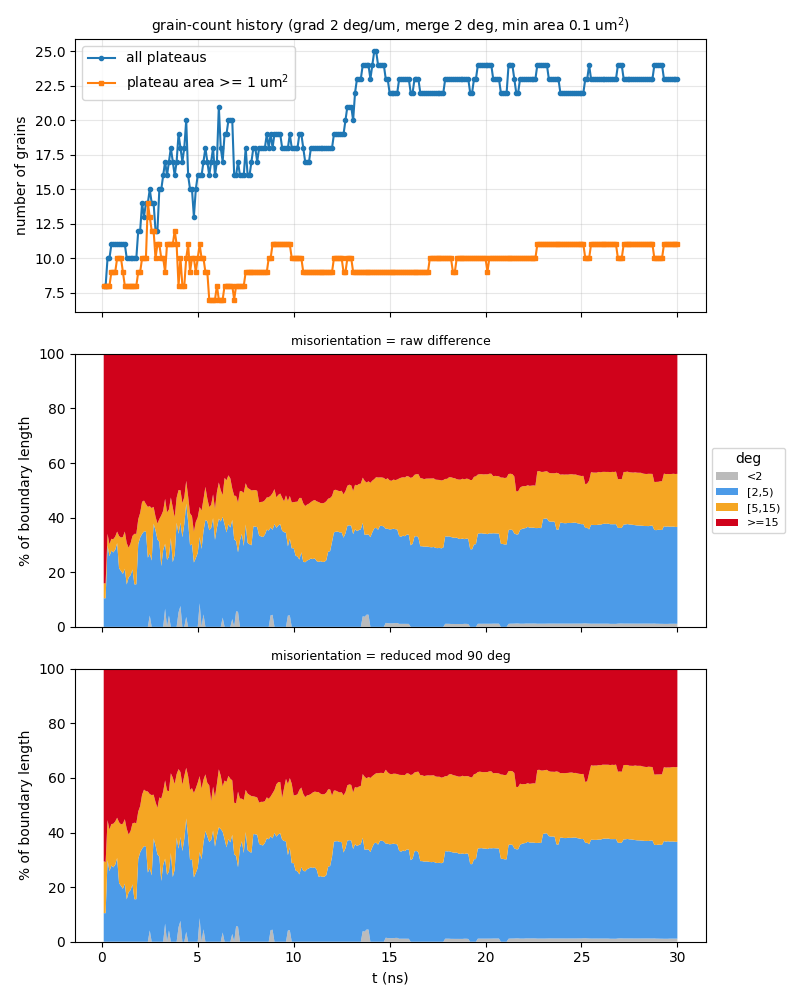 grain-count history (grad 2 deg/um, merge 2 deg, min area 0.1 um²)
25.0
22.5
20.0
17.5
15.0
12.5
10.0
7.5
number of grains
all plateaus
plateau area >= 1 um²
misorientation = raw difference
100
80
60
40
20
0
% of boundary length
deg
<2
[2,5)
[5,15)
>=15
misorientation = reduced mod 90 deg
100
80
60
40
20
0
% of boundary length
0 5 10 15 20 25 30
t (ns)